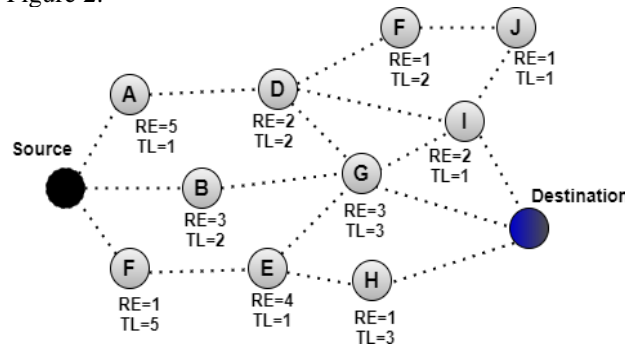 Figure 2.
F
J
RE=1
TL=2
RE=1
TL=1
A
D
RE=5
TL=1
RE=2
TL=2
I
RE=2
TL=1
Source
B
G
RE=3
TL=2
RE=3
TL=3
Destination
F
E
H
RE=1
TL=5
RE=4
TL=1
RE=1
TL=3